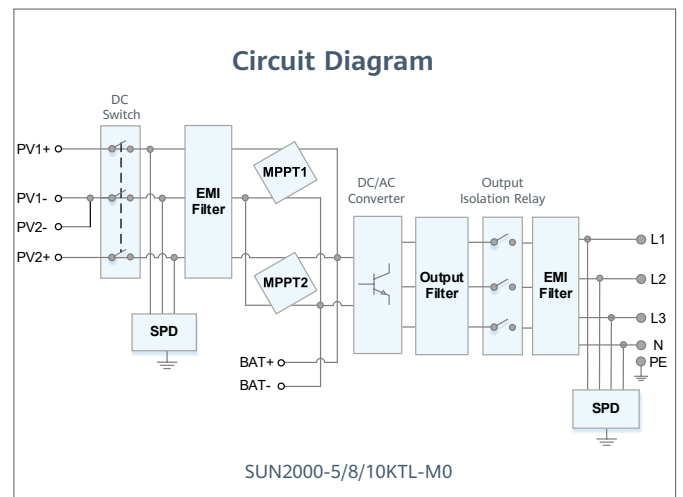 Circuit Diagram
DC
Switch
PV1+
PV1-
PV2-
PV2+
EMI
Filter
MPPT1
MPPT2
SPD
BAT+
BAT-
DC/AC
Converter
Output
Filter
Output
Isolation Relay
EMI
Filter
L1
L2
L3
N
PE
SPD
SUN2000-5/8/10KTL-M0